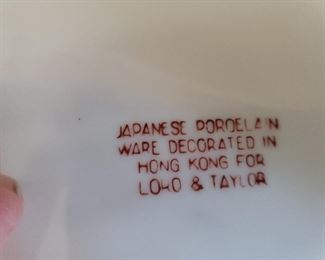 JAPANESE PORCELAIN
WARE DECORATED IN
HONG KONG FOR
LORD & TAYLOR